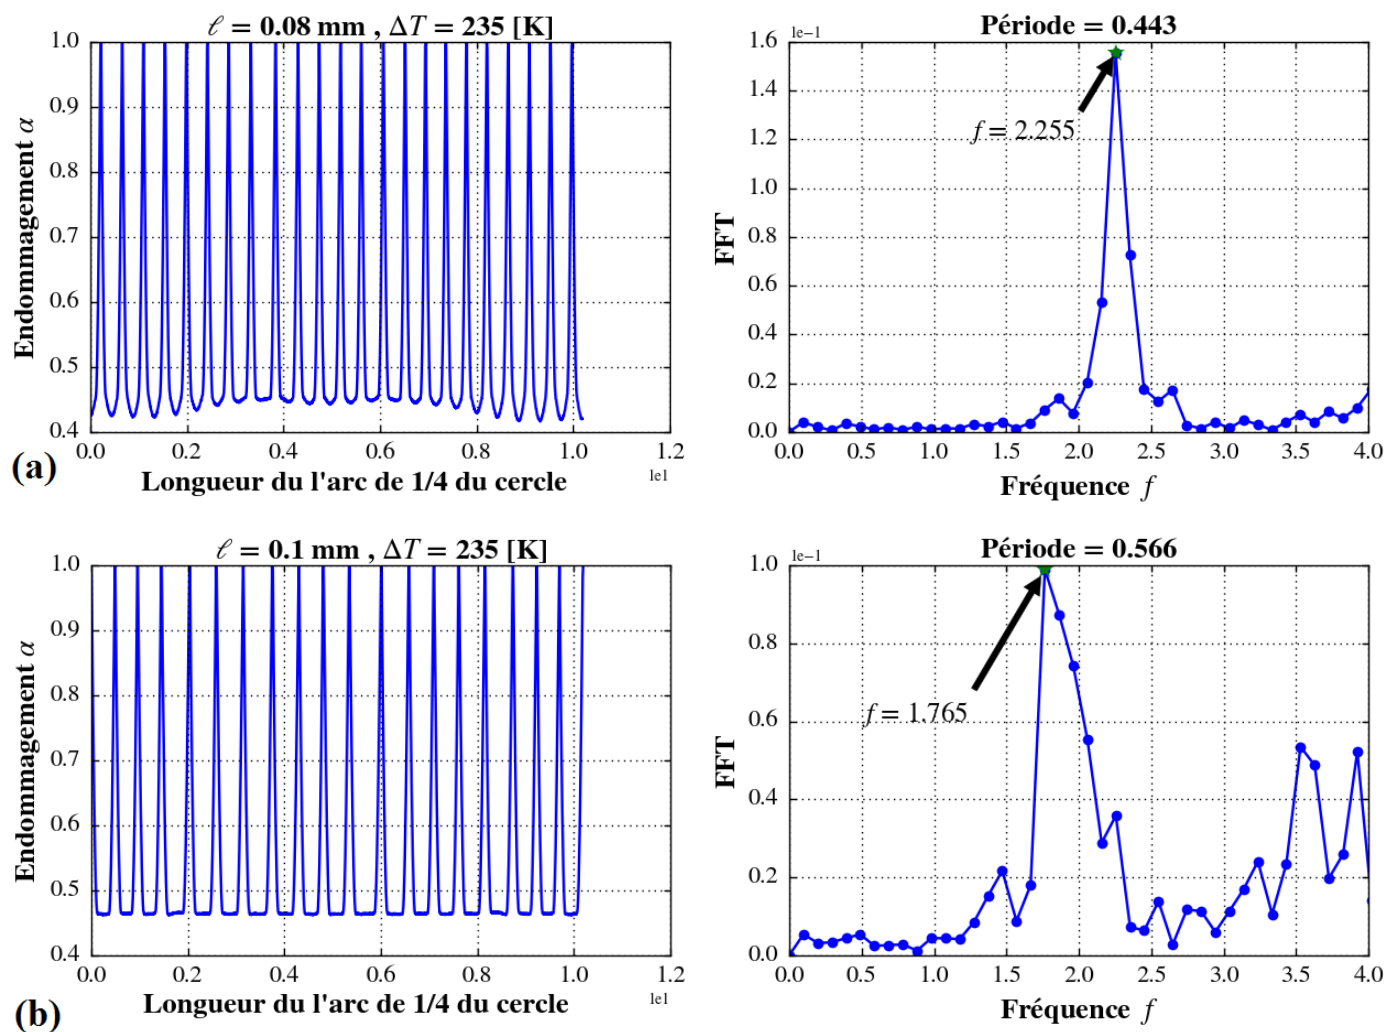 ℓ = 0.08 mm , ΔT = 235 [K]
Endommagement α
1.0
0.9
0.8
0.7
0.6
0.5
0.4
0.0 0.2 0.4 0.6 0.8 1.0 1.2
1e1
Longueur du l'arc de 1/4 du cercle
(a)
Période = 0.443
1e−1
FFT
1.6
1.4
1.2
1.0
0.8
0.6
0.4
0.2
0.0
f = 2.255
0.0 0.5 1.0 1.5 2.0 2.5 3.0 3.5 4.0
Fréquence f
ℓ = 0.1 mm , ΔT = 235 [K]
Endommagement α
1.0
0.9
0.8
0.7
0.6
0.5
0.4
0.0 0.2 0.4 0.6 0.8 1.0 1.2
1e1
Longueur du l'arc de 1/4 du cercle
(b)
Période = 0.566
1e−1
FFT
1.0
0.8
0.6
0.4
0.2
0.0
f = 1.765
0.0 0.5 1.0 1.5 2.0 2.5 3.0 3.5 4.0
Fréquence f